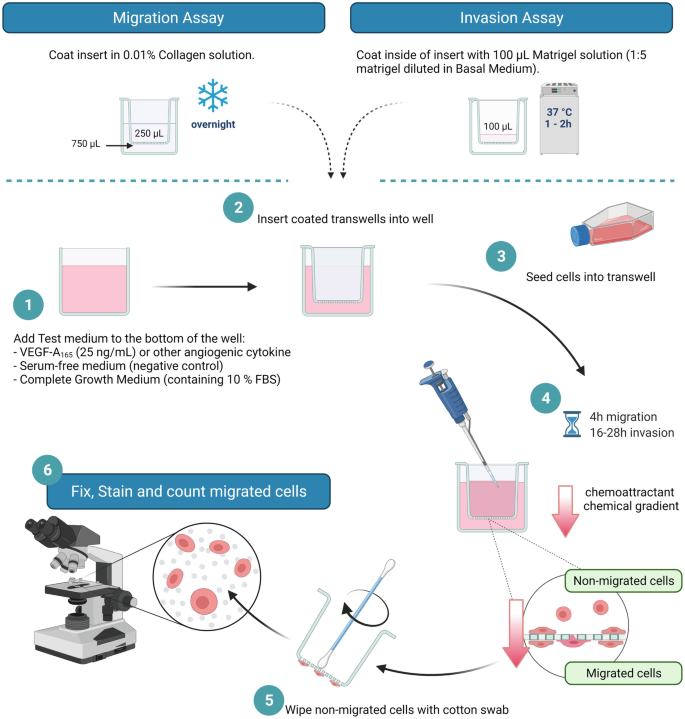 Migration Assay
Invasion Assay
Coat insert in 0.01% Collagen solution.
Coat inside of insert with 100 µL Matrigel solution (1:5
matrigel diluted in Basal Medium).
250 µL
750 µL
overnight
100 µL
37 °C
1 - 2h
2
Insert coated transwells into well
3
Seed cells into transwell
1
Add Test medium to the bottom of the well:
- VEGF-A165 (25 ng/mL) or other angiogenic cytokine
- Serum-free medium (negative control)
- Complete Growth Medium (containing 10 % FBS)
4
4h migration
16-28h invasion
6
Fix, Stain and count migrated cells
chemoattractant
chemical gradient
Non-migrated cells
Migrated cells
5
Wipe non-migrated cells with cotton swab